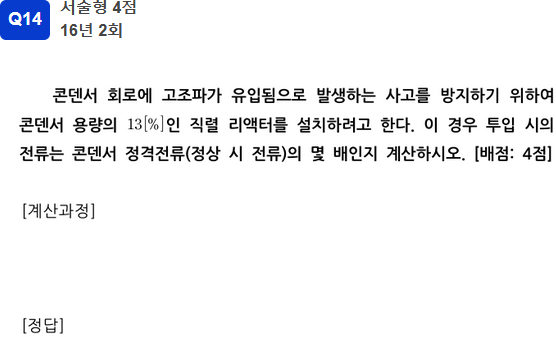 Q14
서술형 4점
16년 2회
콘덴서 회로에 고조파가 유입됨으로 발생하는 사고를 방지하기 위하여
콘덴서 용량의 13[%]인 직렬 리액터를 설치하려고 한다. 이 경우 투입 시의
전류는 콘덴서 정격전류(정상 시 전류)의 몇 배인지 계산하시오. [배점: 4점]
[계산과정]
[정답]